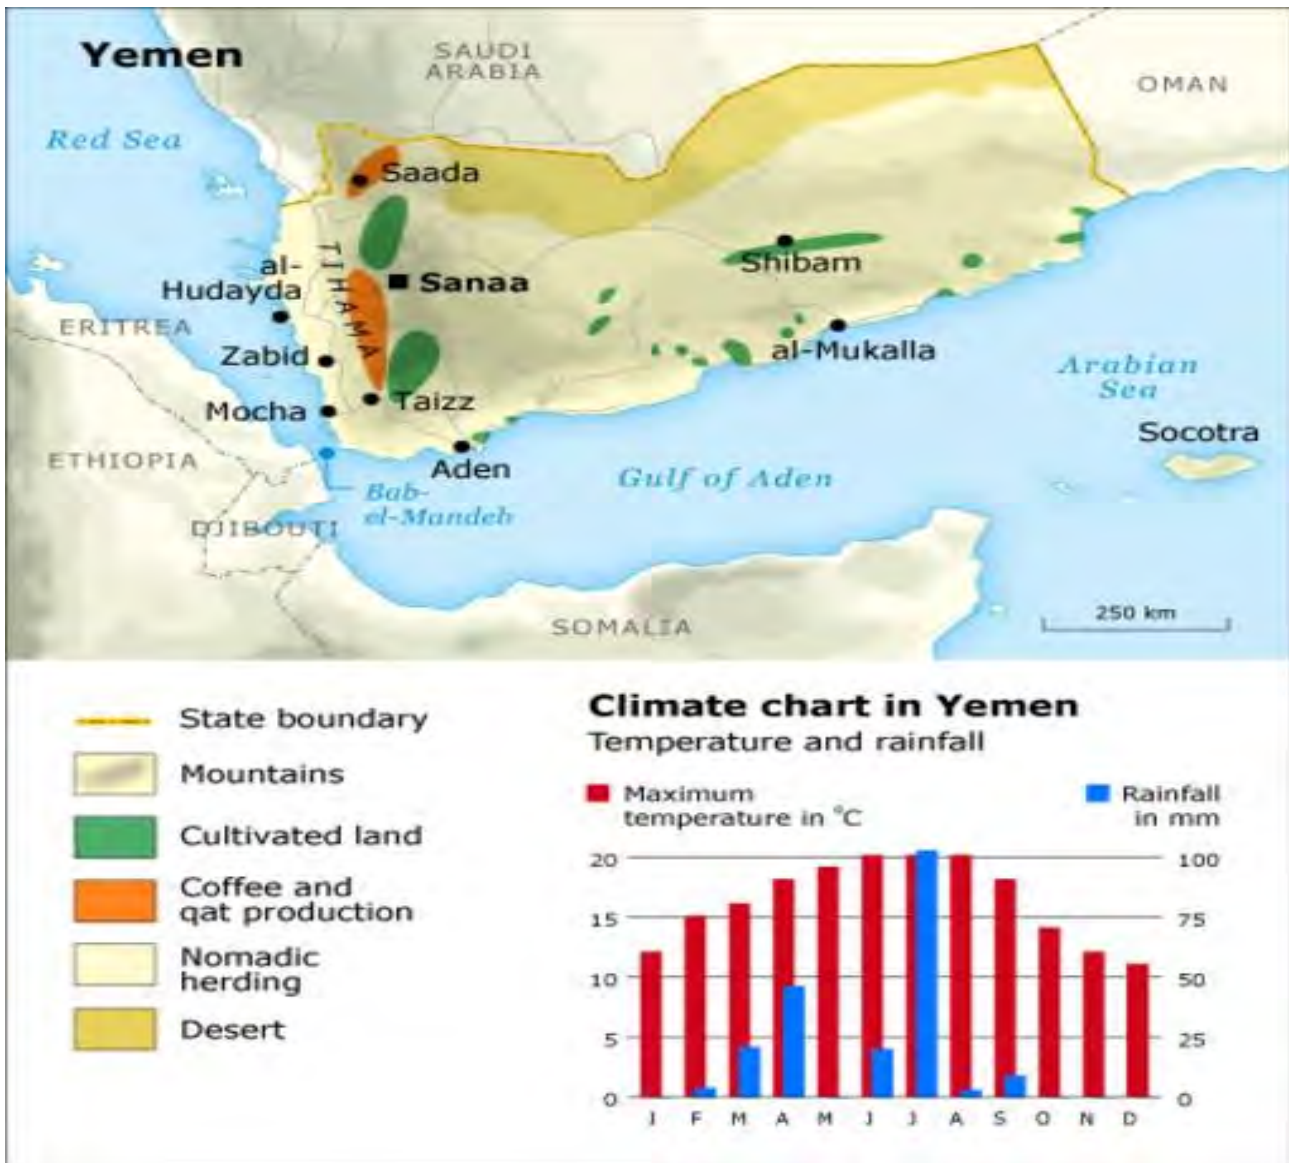 Yemen
SAUDI
ARABIA
OMAN
Red Sea
Saada
TIHAMA
al-
Hudayda
Sanaa
Shibam
ERITREA
Zabid
al-Mukalla
Arabian
Sea
Mocha
Taizz
Socotra
ETHIOPIA
Aden
Gulf of Aden
Bab-
el-Mandeb
DJIBOUTI
SOMALIA
250 km
State boundary
Mountains
Cultivated land
Coffee and
qat production
Nomadic
herding
Desert
Climate chart in Yemen
Temperature and rainfall
Maximum
temperature in °C
Rainfall
in mm
20 100
15 75
10 50
5 25
0 0
J F M A M J J A S O N D